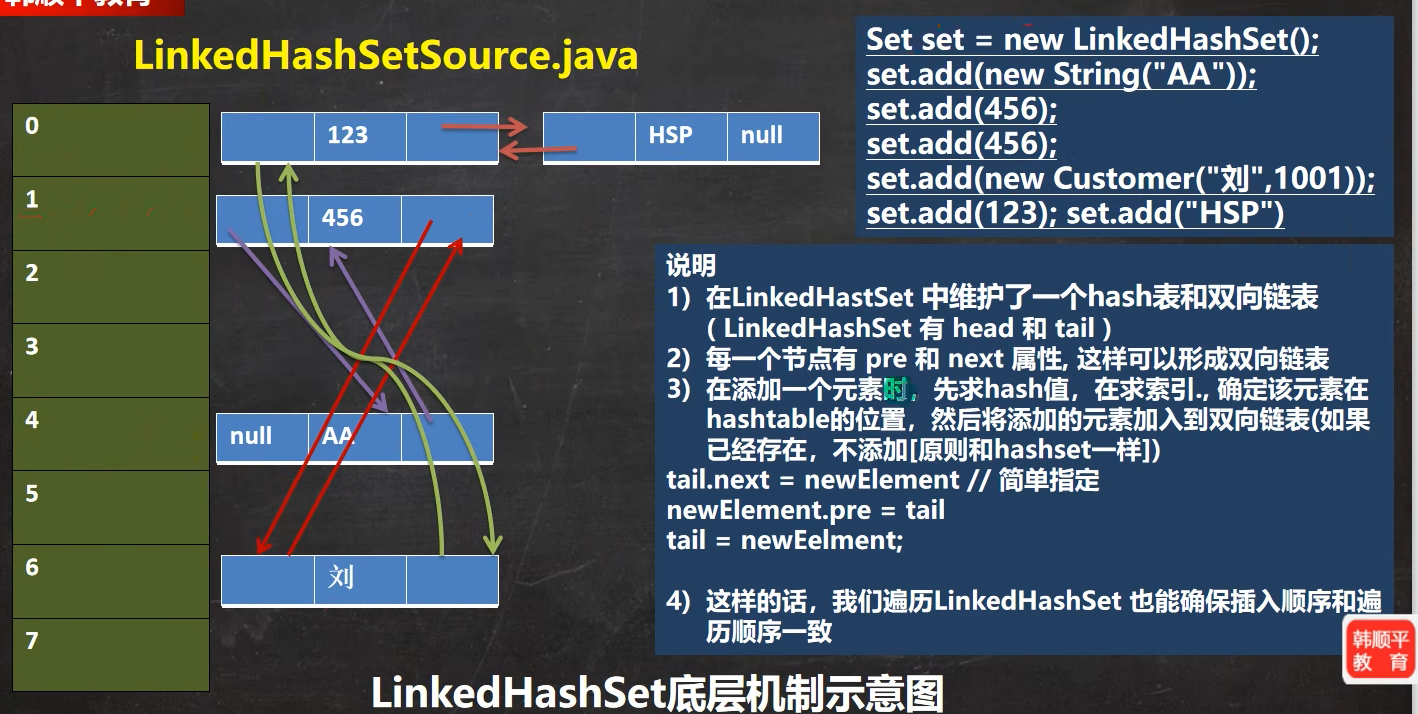 韩顺平教育
LinkedHashSetSource.java
Set set = new LinkedHashSet();
set.add(new String("AA"));
set.add(456);
set.add(456);
set.add(new Customer("刘",1001));
set.add(123); set.add("HSP")
0
123
HSP
null
1
456
2
3
4
null
AA
5
6
刘
7
说明
1) 在LinkedHastSet 中维护了一个hash表和双向链表
( LinkedHashSet 有 head 和 tail )
2) 每一个节点有 pre 和 next 属性, 这样可以形成双向链表
3) 在添加一个元素时，先求hash值，在求索引., 确定该元素在
hashtable的位置，然后将添加的元素加入到双向链表(如果
已经存在，不添加[原则和hashset一样])
tail.next = newElement // 简单指定
newElement.pre = tail
tail = newEelment;
4) 这样的话，我们遍历LinkedHashSet 也能确保插入顺序和遍
历顺序一致
韩顺平
教 育
LinkedHashSet底层机制示意图